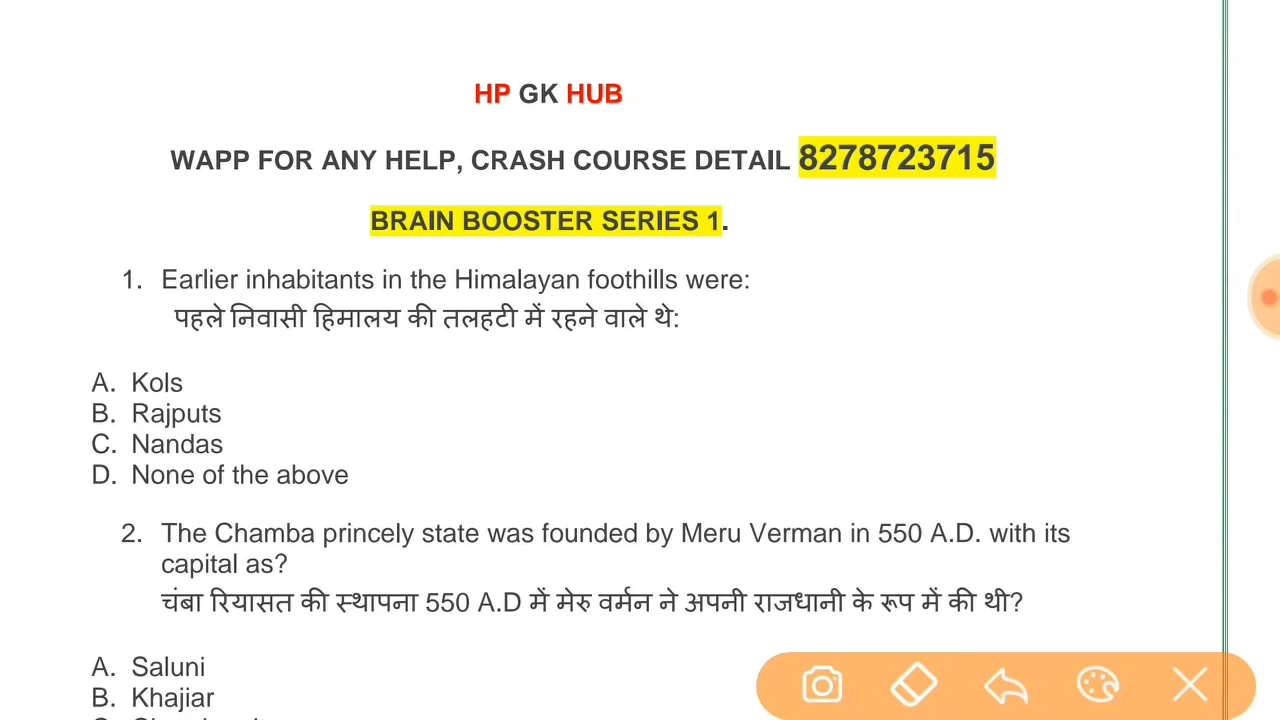 HP GK HUB
WAPP FOR ANY HELP, CRASH COURSE DETAIL 8278723715
BRAIN BOOSTER SERIES 1.
1. Earlier inhabitants in the Himalayan foothills were:
पहले निवासी हिमालय की तलहटी में रहने वाले थे:
A. Kols
B. Rajputs
C. Nandas
D. None of the above
2. The Chamba princely state was founded by Meru Verman in 550 A.D. with its
capital as?
चंबा रियासत की स्थापना 550 A.D में मेरु वर्मन ने अपनी राजधानी के रूप में की थी?
A. Saluni
B. Khajiar